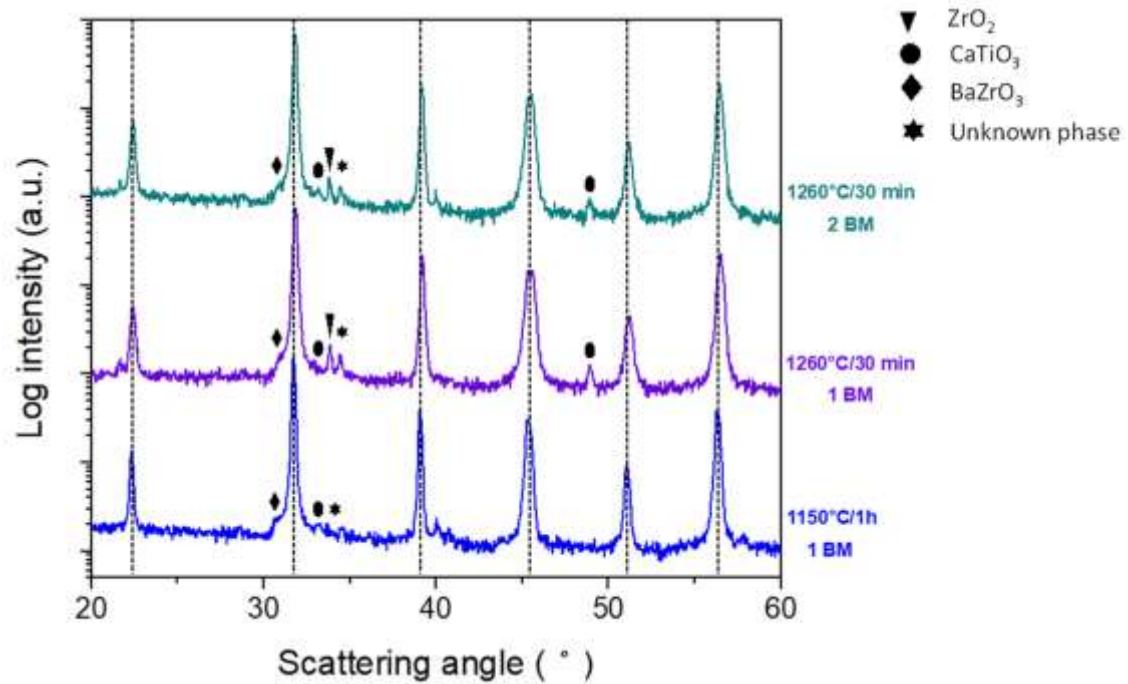 ZrO₂
CaTiO₃
BaZrO₃
Unknown phase
Log intensity (a.u.)
1260°C/30 min
2 BM
1260°C/30 min
1 BM
1150°C/1h
1 BM
20 30 40 50 60
Scattering angle ( ° )